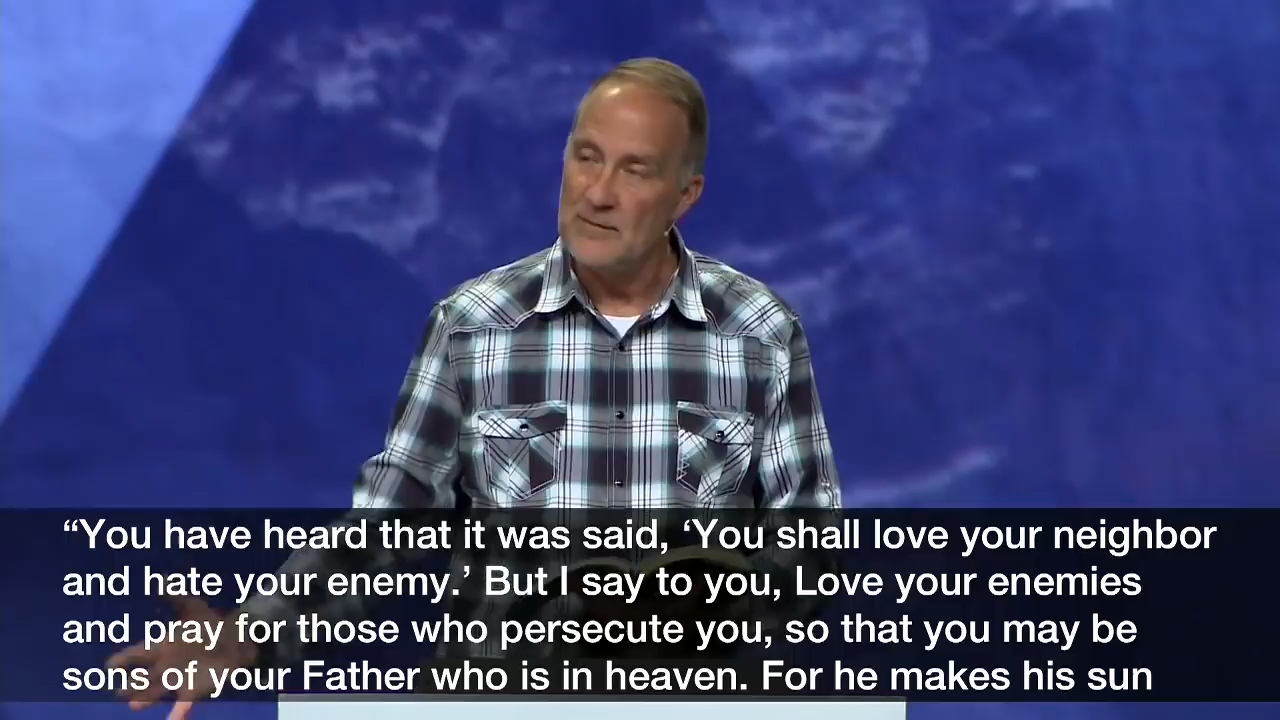 “You have heard that it was said, ‘You shall love your neighbor
and hate your enemy.’ But I say to you, Love your enemies
and pray for those who persecute you, so that you may be
sons of your Father who is in heaven. For he makes his sun